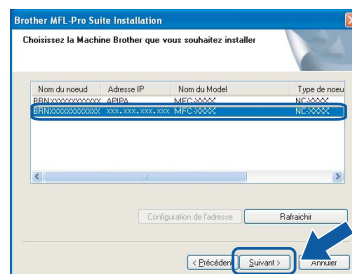 Brother MFL-Pro Suite Installation
Choisissez la Machine Brother que vous souhaitez installer
Nom du noeud Adresse IP Nom du Model Type de noeu
BRNXXXXXXXXXXXX APIPA MFC-XXXX NC-XXXX
BRNXXXXXXXXXXXX xxx.xxx.xxx.xxx MFC-XXXX NC-XXXX
Configuration de l'adresse Rafraichir
< Précéden Suivant > Annuler